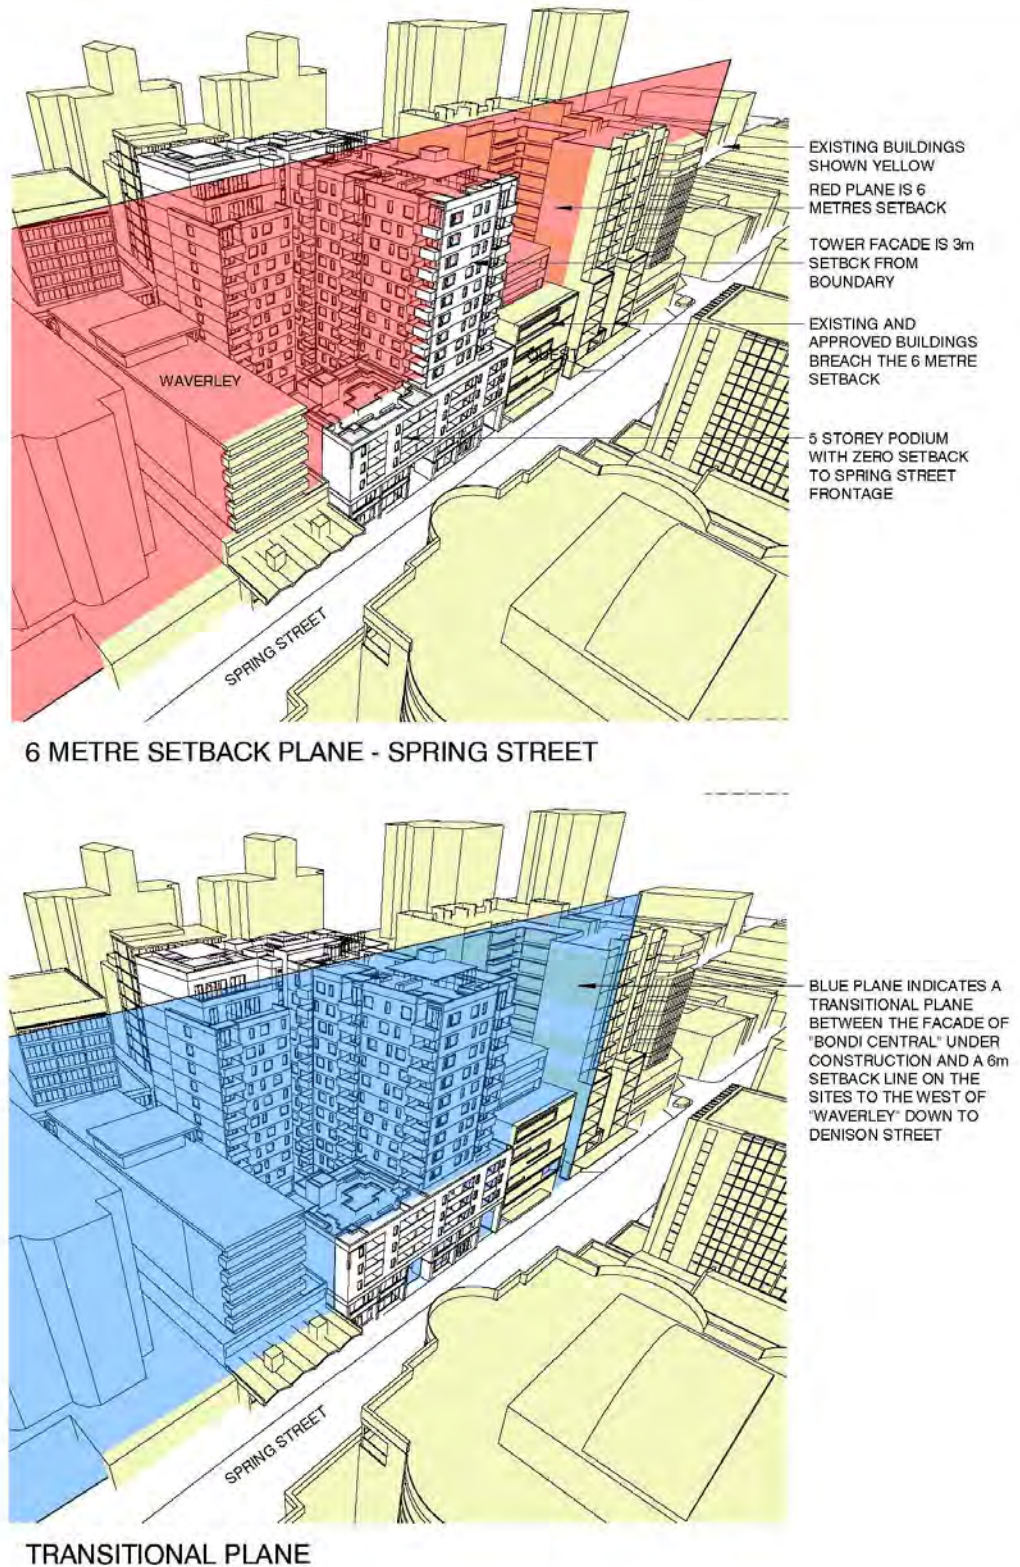 EXISTING BUILDINGS
SHOWN YELLOW
RED PLANE IS 6
METRES SETBACK
TOWER FACADE IS 3m
SETBCK FROM
BOUNDARY
EXISTING AND
APPROVED BUILDINGS
BREACH THE 6 METRE
SETBACK
WAVERLEY
QUEST
5 STOREY PODIUM
WITH ZERO SETBACK
TO SPRING STREET
FRONTAGE
SPRING STREET
6 METRE SETBACK PLANE - SPRING STREET
BLUE PLANE INDICATES A
TRANSITIONAL PLANE
BETWEEN THE FACADE OF
"BONDI CENTRAL" UNDER
CONSTRUCTION AND A 6m
SETBACK LINE ON THE
SITES TO THE WEST OF
"WAVERLEY" DOWN TO
DENISON STREET
SPRING STREET
TRANSITIONAL PLANE